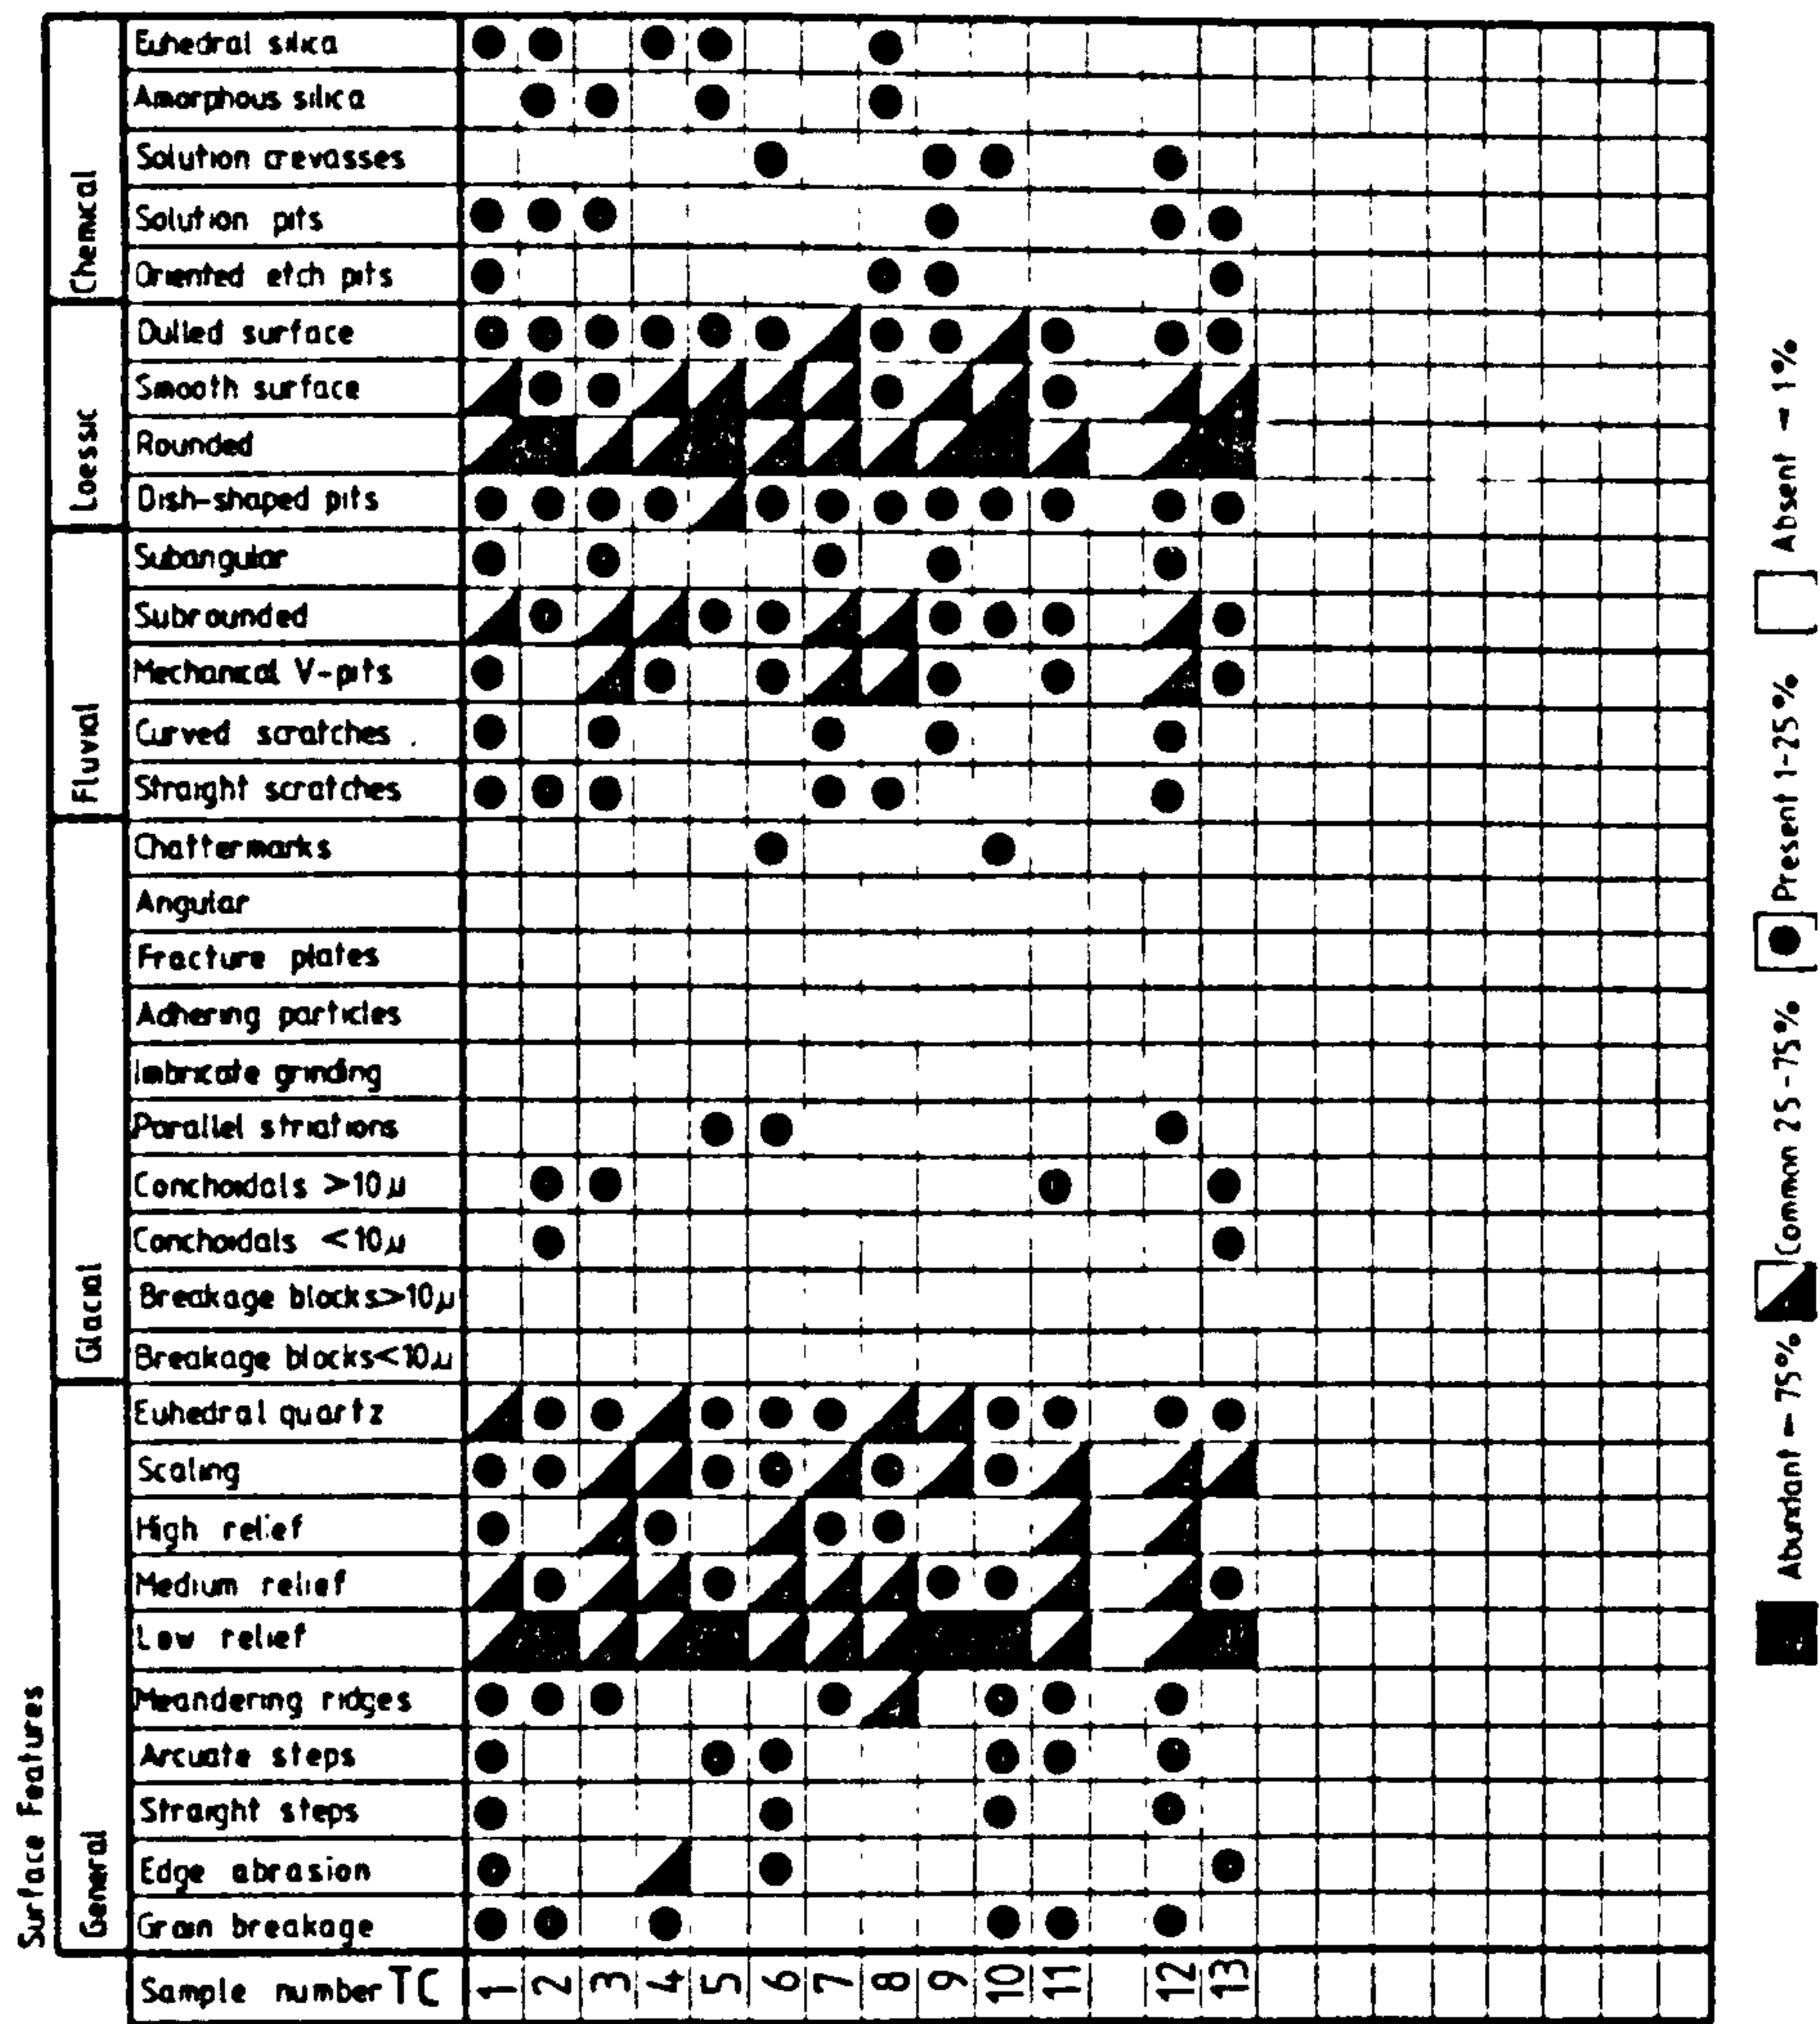 Chemical
Euhedral silica
Amorphous silica
Solution crevasses
Solution pits
Oriented etch pits
Loessic
Dulled surface
Smooth surface
Rounded
Dish-shaped pits
Fluvial
Subangular
Subrounded
Mechanical V-pits
Curved scratches
Straight scratches
Glacial
Chattermarks
Angular
Fracture plates
Adhering particles
Imbricate grinding
Parallel striations
Conchoidals >10µ
Conchoidals <10µ
Breakage blocks>10µ
Breakage blocks<10µ
Surface Features
General
Euhedral quartz
Scaling
High relief
Medium relief
Low relief
Meandering ridges
Arcuate steps
Straight steps
Edge abrasion
Grain breakage
Sample number TC 1 2 3 4 5 6 7 8 9 10 11 12 13
Abundant – 75% Common 25-75% Present 1-25% Absent – 1%